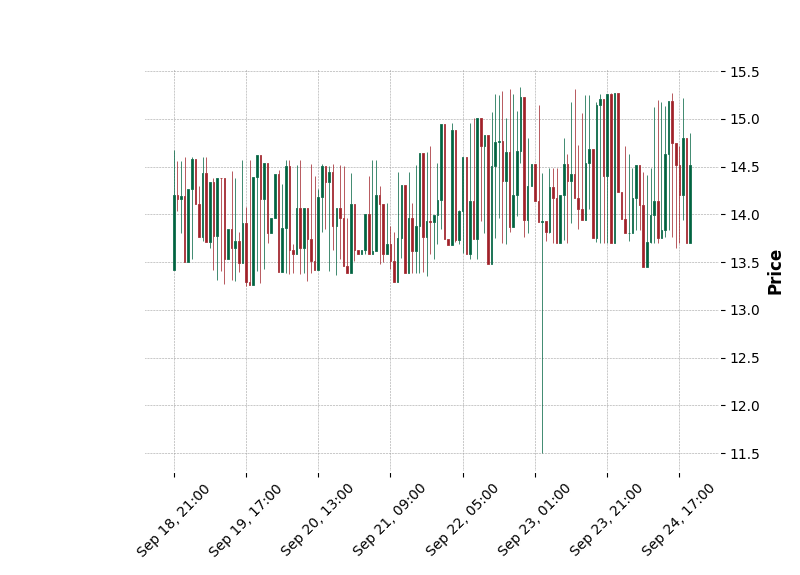 15.5
15.0
14.5
14.0
13.5
13.0
12.5
12.0
11.5
Price
Sep 18, 21:00
Sep 19, 17:00
Sep 20, 13:00
Sep 21, 09:00
Sep 22, 05:00
Sep 23, 01:00
Sep 23, 21:00
Sep 24, 17:00